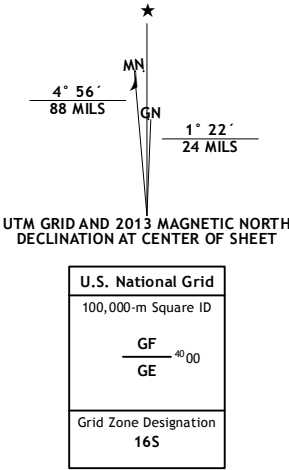 ★
MN
4° 56´
88 MILS
GN
1° 22´
24 MILS
UTM GRID AND 2013 MAGNETIC NORTH
DECLINATION AT CENTER OF SHEET
U.S. National Grid
100,000-m Square ID
GF
4000
GE
Grid Zone Designation
16S